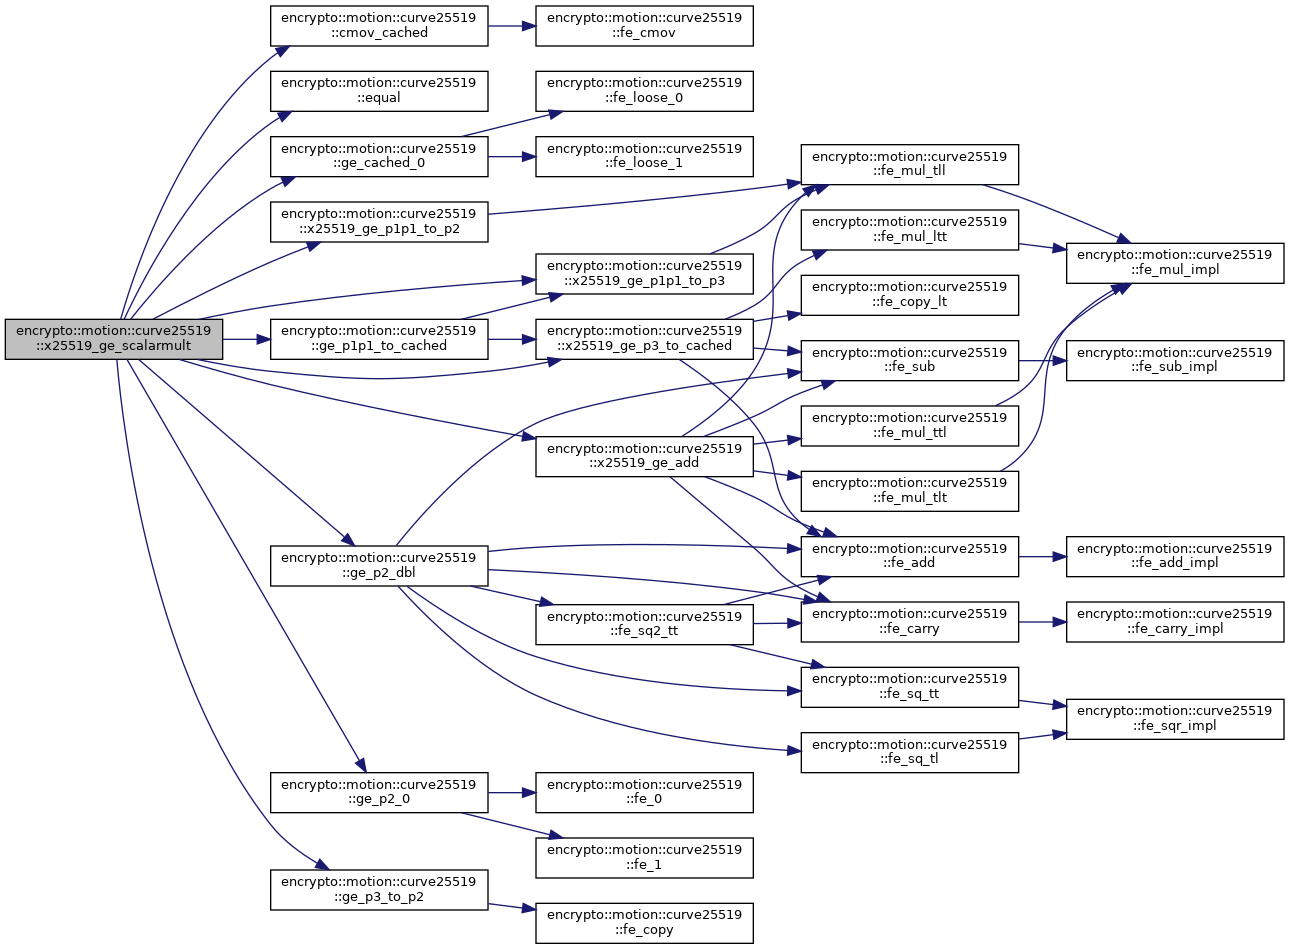 encrypto::motion::curve25519
::x25519_ge_scalarmult
encrypto::motion::curve25519
::cmov_cached
encrypto::motion::curve25519
::equal
encrypto::motion::curve25519
::ge_cached_0
encrypto::motion::curve25519
::x25519_ge_p1p1_to_p2
encrypto::motion::curve25519
::ge_p1p1_to_cached
encrypto::motion::curve25519
::ge_p2_dbl
encrypto::motion::curve25519
::ge_p2_0
encrypto::motion::curve25519
::ge_p3_to_p2
encrypto::motion::curve25519
::fe_cmov
encrypto::motion::curve25519
::fe_loose_0
encrypto::motion::curve25519
::fe_loose_1
encrypto::motion::curve25519
::x25519_ge_p1p1_to_p3
encrypto::motion::curve25519
::x25519_ge_p3_to_cached
encrypto::motion::curve25519
::x25519_ge_add
encrypto::motion::curve25519
::fe_sq2_tt
encrypto::motion::curve25519
::fe_0
encrypto::motion::curve25519
::fe_1
encrypto::motion::curve25519
::fe_copy
encrypto::motion::curve25519
::fe_mul_tll
encrypto::motion::curve25519
::fe_mul_ltt
encrypto::motion::curve25519
::fe_copy_lt
encrypto::motion::curve25519
::fe_sub
encrypto::motion::curve25519
::fe_mul_ttl
encrypto::motion::curve25519
::fe_mul_tlt
encrypto::motion::curve25519
::fe_add
encrypto::motion::curve25519
::fe_carry
encrypto::motion::curve25519
::fe_sq_tt
encrypto::motion::curve25519
::fe_sq_tl
encrypto::motion::curve25519
::fe_mul_impl
encrypto::motion::curve25519
::fe_sub_impl
encrypto::motion::curve25519
::fe_add_impl
encrypto::motion::curve25519
::fe_carry_impl
encrypto::motion::curve25519
::fe_sqr_impl